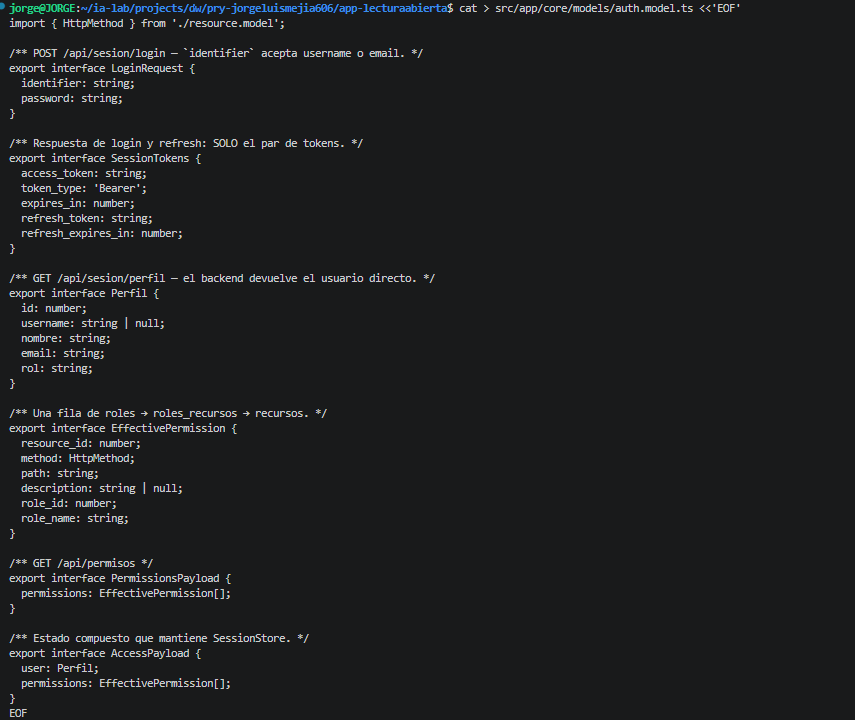 jorge@JORGE:~/ia-lab/projects/dw/pry-jorgeluismejia606/app-lecturaabierta$ cat > src/app/core/models/auth.model.ts <<'EOF'
import { HttpMethod } from './resource.model';

/** POST /api/sesion/login — `identifier` acepta username o email. */
export interface LoginRequest {
  identifier: string;
  password: string;
}

/** Respuesta de login y refresh: SOLO el par de tokens. */
export interface SessionTokens {
  access_token: string;
  token_type: 'Bearer';
  expires_in: number;
  refresh_token: string;
  refresh_expires_in: number;
}

/** GET /api/sesion/perfil — el backend devuelve el usuario directo. */
export interface Perfil {
  id: number;
  username: string | null;
  nombre: string;
  email: string;
  rol: string;
}

/** Una fila de roles → roles_recursos → recursos. */
export interface EffectivePermission {
  resource_id: number;
  method: HttpMethod;
  path: string;
  description: string | null;
  role_id: number;
  role_name: string;
}

/** GET /api/permisos */
export interface PermissionsPayload {
  permissions: EffectivePermission[];
}

/** Estado compuesto que mantiene SessionStore. */
export interface AccessPayload {
  user: Perfil;
  permissions: EffectivePermission[];
}
EOF